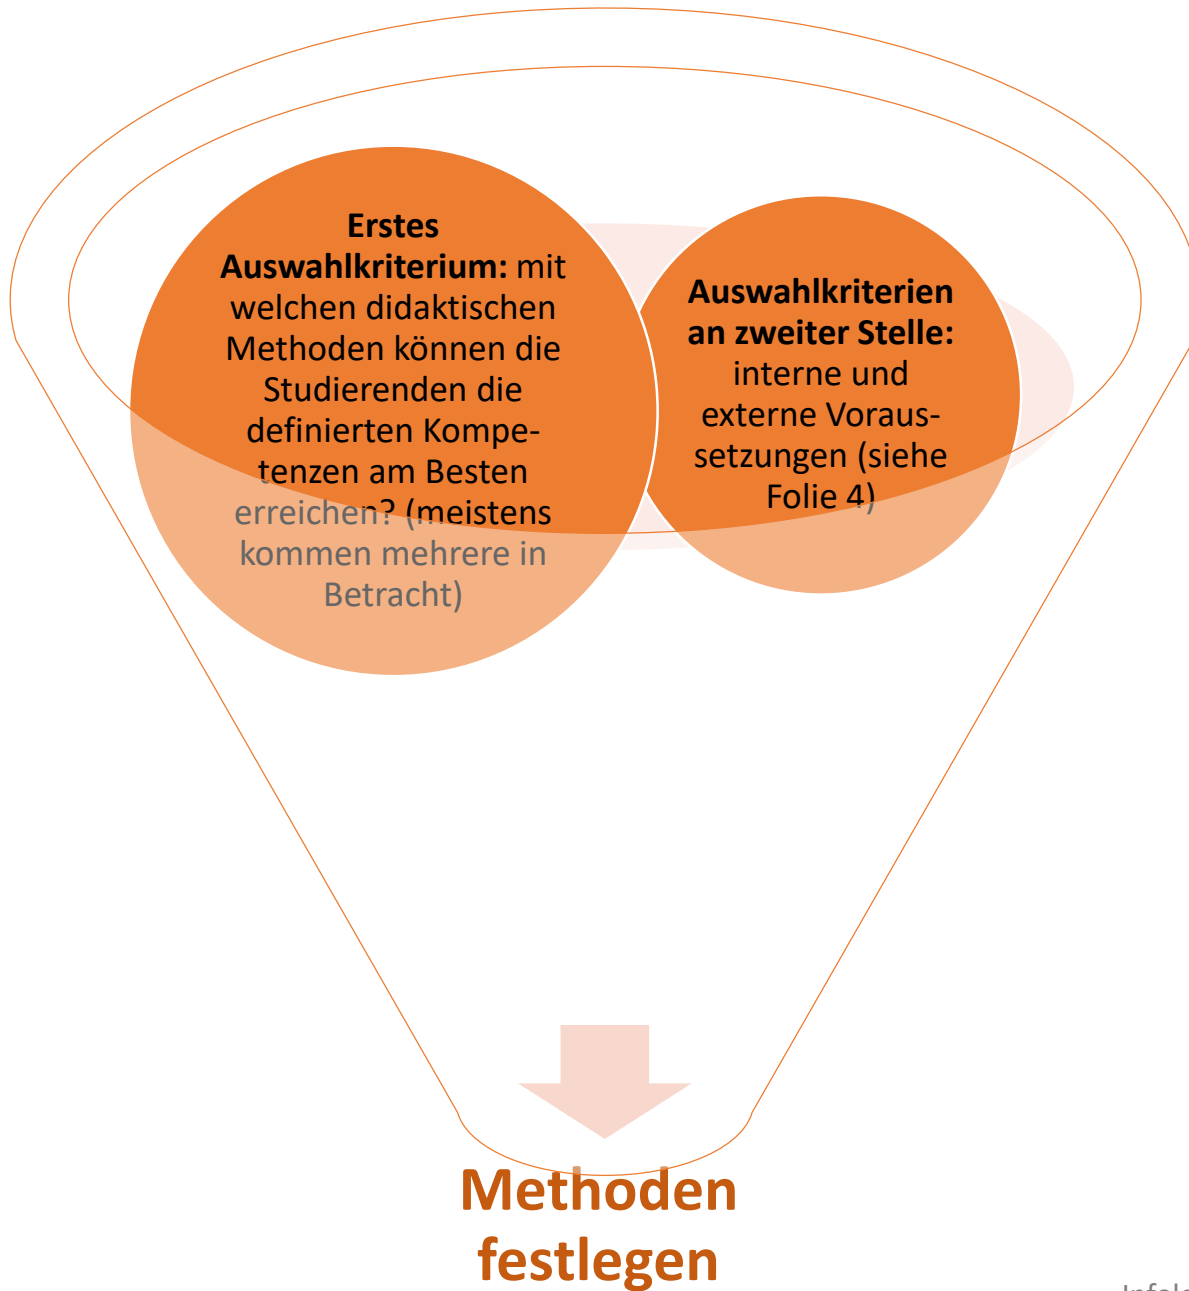 Erstes
Auswahlkriterium: mit
welchen didaktischen
Methoden können die
Studierenden die
definierten Kompe-
tenzen am Besten
erreichen? (meistens
kommen mehrere in
Betracht)
Auswahlkriterien
an zweiter Stelle:
interne und
externe Voraus-
setzungen (siehe
Folie 4)
Methoden
festlegen